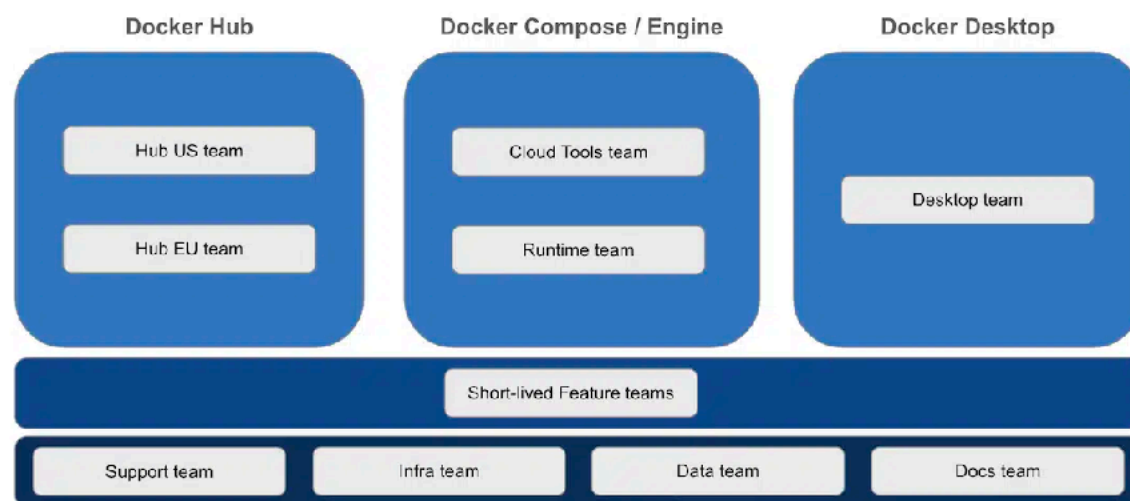 Docker Hub
Docker Compose / Engine
Docker Desktop
Hub US team
Cloud Tools team
Desktop team
Hub EU team
Runtime team
Short-lived Feature teams
Support team
Infra team
Data team
Docs team